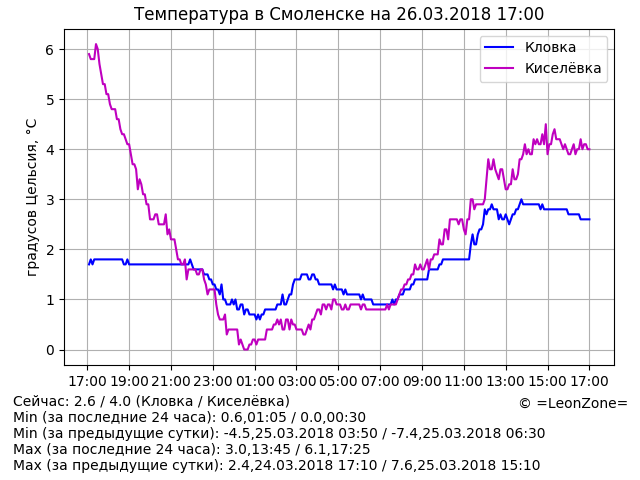 Температура в Смоленске на 26.03.2018 17:00
Кловка
Киселёвка
градусов Цельсия, °C
6
5
4
3
2
1
0
17:00 19:00 21:00 23:00 01:00 03:00 05:00 07:00 09:00 11:00 13:00 15:00 17:00
Сейчас: 2.6 / 4.0 (Кловка / Киселёвка)
© =LeonZone=
Min (за последние 24 часа): 0.6,01:05 / 0.0,00:30
Min (за предыдущие сутки): -4.5,25.03.2018 03:50 / -7.4,25.03.2018 06:30
Max (за последние 24 часа): 3.0,13:45 / 6.1,17:25
Max (за предыдущие сутки): 2.4,24.03.2018 17:10 / 7.6,25.03.2018 15:10